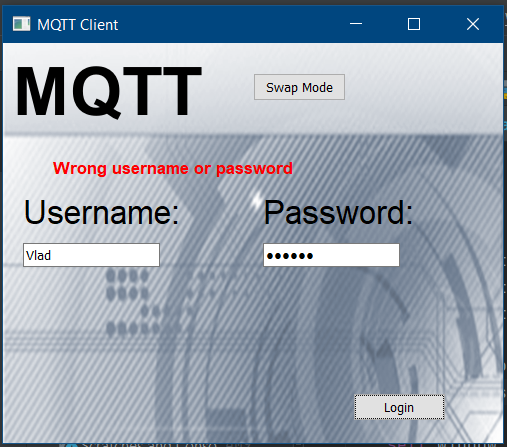 MQTT Client
MQTT
Swap Mode
Wrong username or password
Username:
Password:
Vlad
••••••
Login